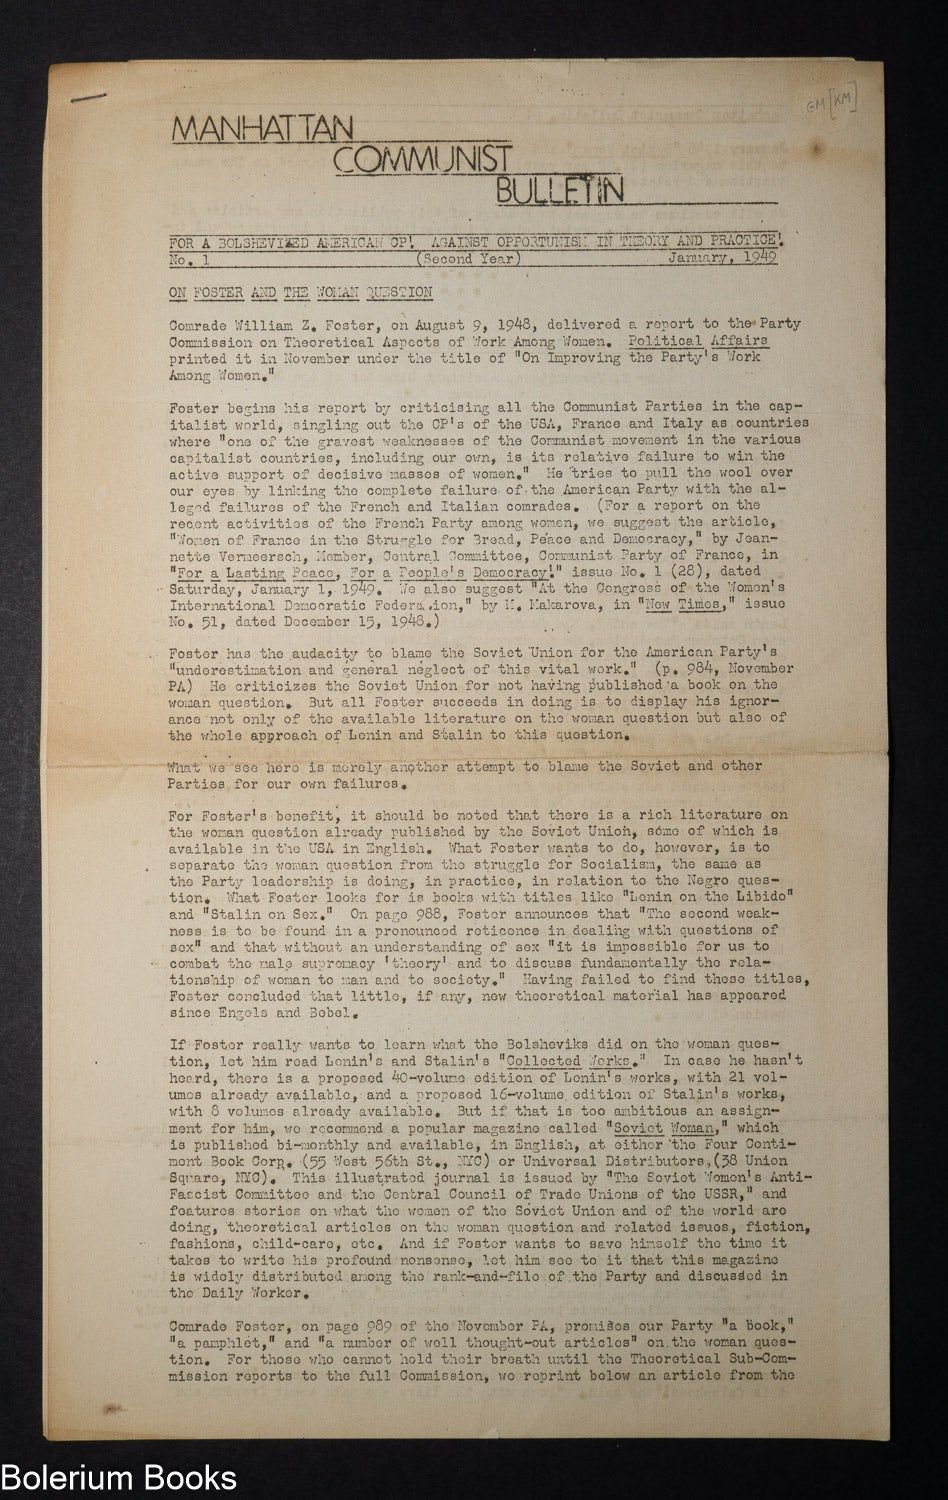 GM [KM]
MANHATTAN
COMMUNIST
BULLETIN
FOR A BOLSHEVIZED AMERICAN CP! AGAINST OPPORTUNISM IN THEORY AND PRACTICE!
No. 1 (Second Year) January, 1949
ON FOSTER AND THE WOMAN QUESTION
Comrade William Z. Foster, on August 9, 1948, delivered a report to the Party
Commission on Theoretical Aspects of Work Among Women. Political Affairs
printed it in November under the title of "On Improving the Party's Work
Among Women."
Foster begins his report by criticising all the Communist Parties in the cap-
italist world, singling out the CP's of the USA, France and Italy as countries
where "one of the gravest weaknesses of the Communist movement in the various
capitalist countries, including our own, is its relative failure to win the
active support of decisive masses of women." He tries to pull the wool over
our eyes by linking the complete failure of the American Party with the al-
leged failures of the French and Italian comrades. (For a report on the
recent activities of the French Party among women, we suggest the article,
"Women of France in the Struggle for Bread, Peace and Democracy," by Jean-
nette Vermeersch, Member, Central Committee, Communist Party of France, in
"For a Lasting Peace, For a People's Democracy!" issue No. 1 (28), dated
Saturday, January 1, 1949. We also suggest "At the Congress of the Women's
International Democratic Federation," by M. Makarova, in "New Times," issue
No. 51, dated December 15, 1948.)
Foster has the audacity to blame the Soviet Union for the American Party's
"underestimation and general neglect of this vital work." (p. 984, November
PA) He criticizes the Soviet Union for not having published a book on the
woman question. But all Foster succeeds in doing is to display his ignor-
ance not only of the available literature on the woman question but also of
the whole approach of Lenin and Stalin to this question.
What we see here is merely another attempt to blame the Soviet and other
Parties for our own failures.
For Foster's benefit, it should be noted that there is a rich literature on
the woman question already published by the Soviet Union, some of which is
available in the USA in English. What Foster wants to do, however, is to
separate the woman question from the struggle for Socialism, the same as
the Party leadership is doing, in practice, in relation to the Negro ques-
tion. What Foster looks for is books with titles like "Lenin on the Libido"
and "Stalin on Sex." On page 988, Foster announces that "The second weak-
ness is to be found in a pronounced reticence in dealing with questions of
sex" and that without an understanding of sex "it is impossible for us to
combat the male supremacy 'theory' and to discuss fundamentally the rela-
tionship of woman to man and to society." Having failed to find these titles,
Foster concluded that little, if any, new theoretical material has appeared
since Engels and Bebel.
If Foster really wants to learn what the Bolsheviks did on the woman ques-
tion, let him read Lenin's and Stalin's "Collected Works." In case he hasn't
heard, there is a proposed 40-volume edition of Lenin's works, with 21 vol-
umes already available, and a proposed 16-volume edition of Stalin's works,
with 8 volumes already available. But if that is too ambitious an assign-
ment for him, we recommend a popular magazine called "Soviet Woman," which
is published bi-monthly and available, in English, at either the Four Conti-
nent Book Corp. (55 West 56th St., NYC) or Universal Distributors, (38 Union
Square, NYC). This illustrated journal is issued by "The Soviet Women's Anti-
Fascist Committee and the Central Council of Trade Unions of the USSR," and
features stories on what the women of the Soviet Union and of the world are
doing, theoretical articles on the woman question and related issues, fiction,
fashions, child-care, etc. And if Foster wants to save himself the time it
takes to write his profound nonsense, let him see to it that this magazine
is widely distributed among the rank-and-file of the Party and discussed in
the Daily Worker.
Comrade Foster, on page 989 of the November PA, promises our Party "a book,"
"a pamphlet," and "a number of well thought-out articles" on the woman ques-
tion. For those who cannot hold their breath until the Theoretical Sub-Com-
mission reports to the full Commission, we reprint below an article from the
Bolerium Books